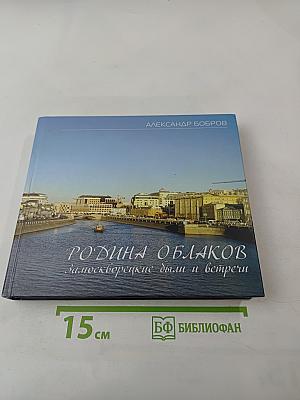 АЛЕКСАНДР БОБРОВ
РОДИНА ОБЛАКОВ
Замоскворецкие были и встречи
15 см
БФ БИБЛИОФАН